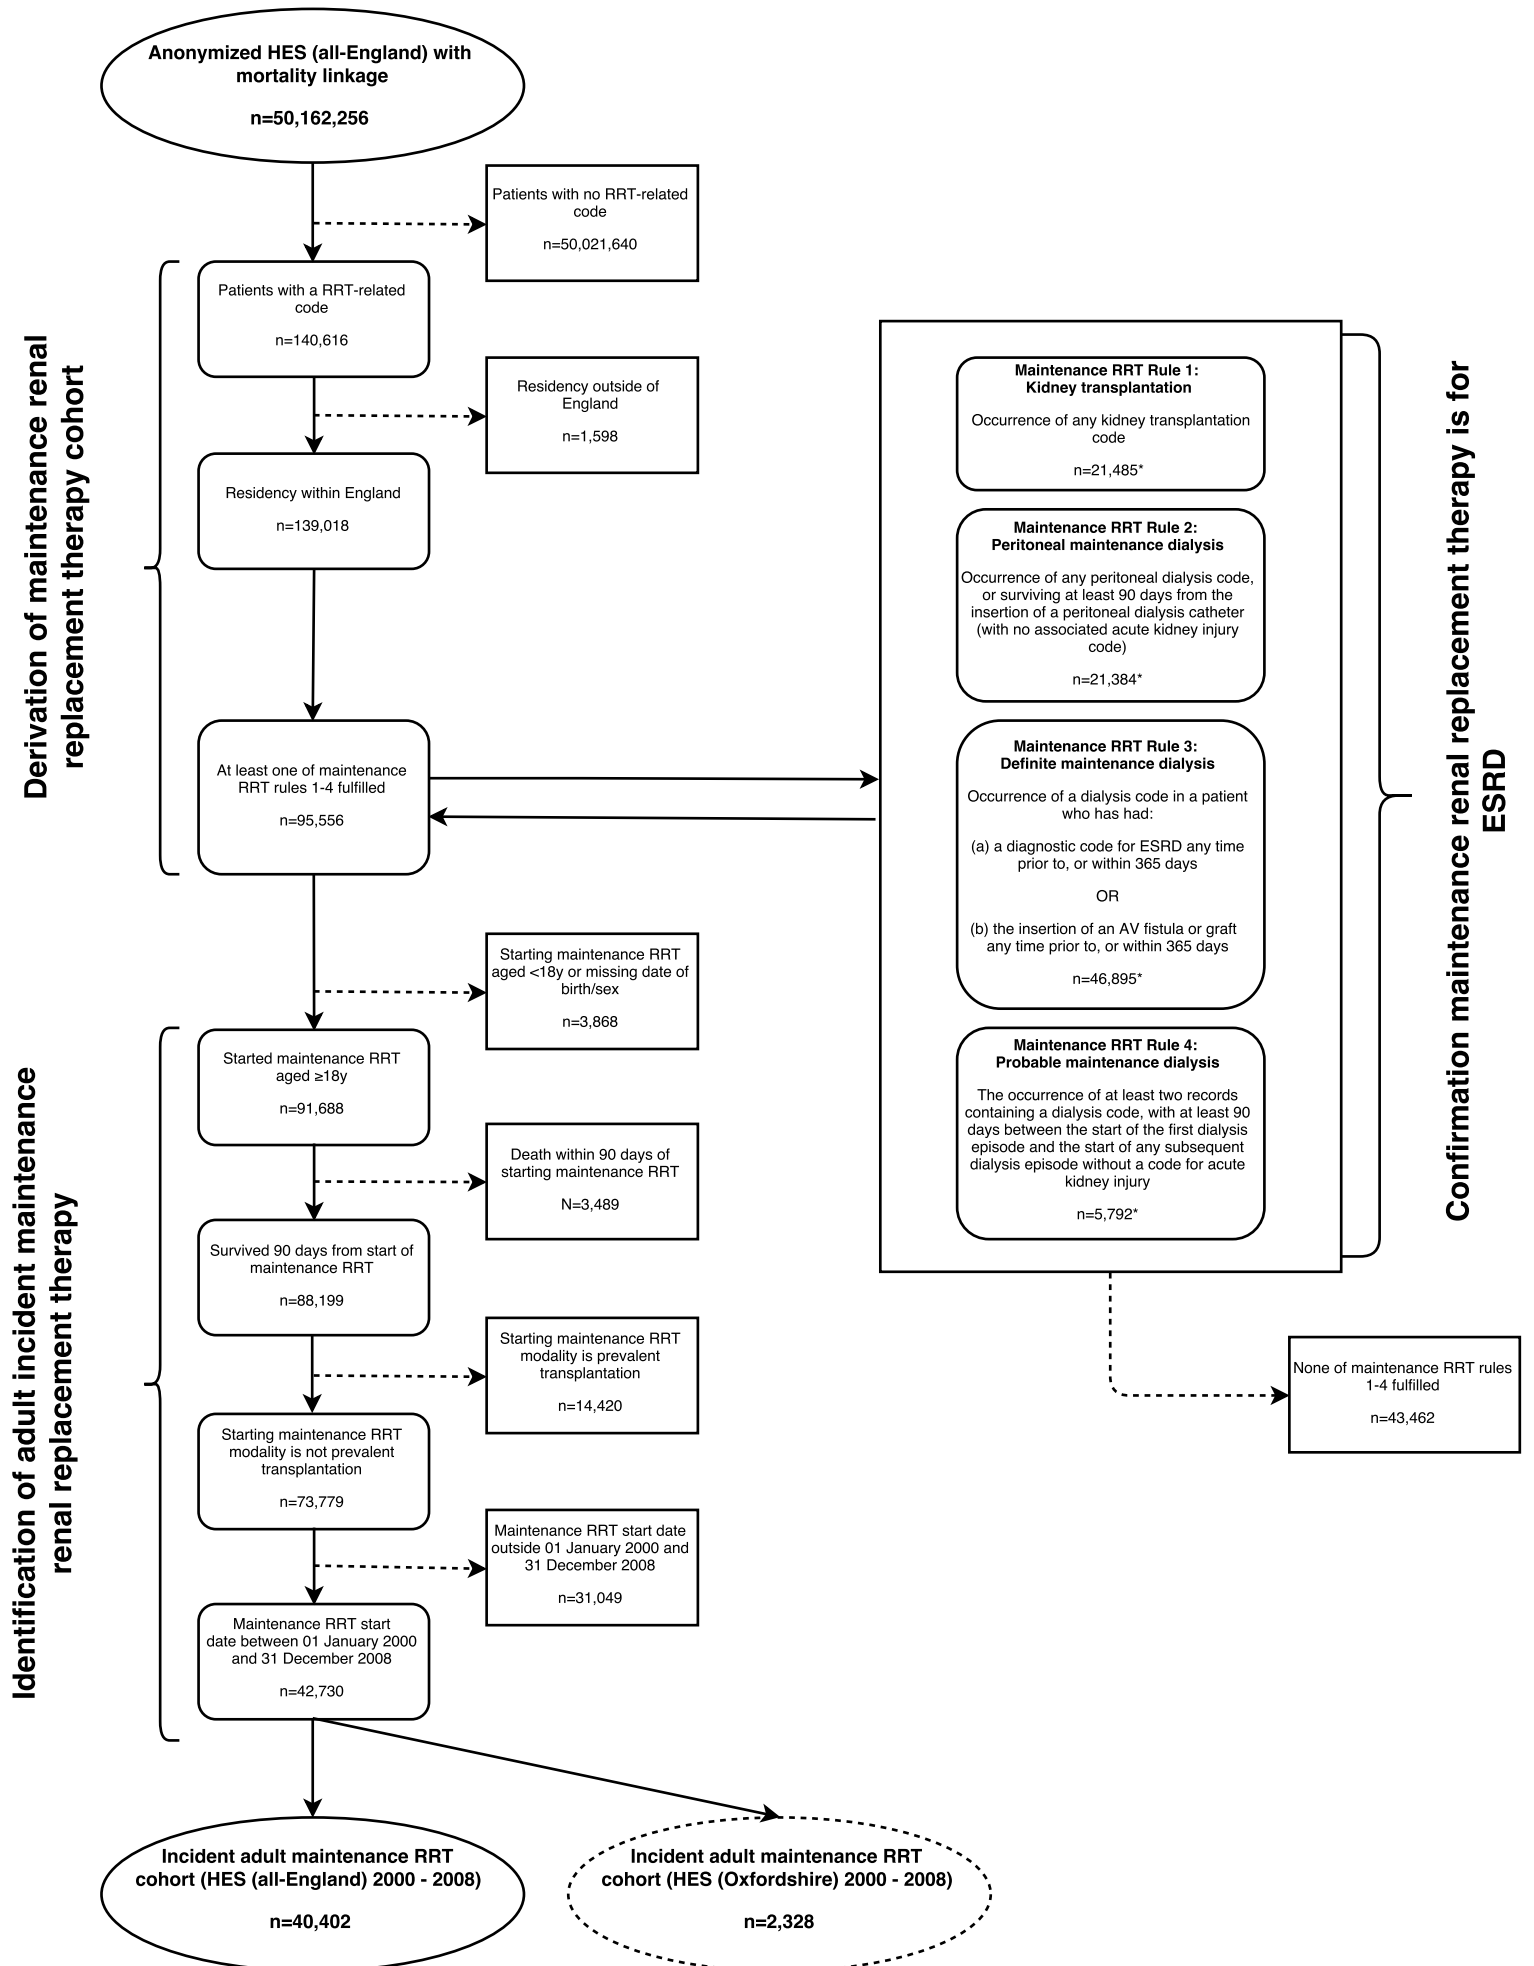 Anonymized HES (all-England) with
mortality linkage
n=50,162,256
Patients with no RRT-related
code
n=50,021,640
Derivation of maintenance renal
replacement therapy cohort
Patients with a RRT-related
code
n=140,616
Residency outside of
England
n=1,598
Residency within England
n=139,018
At least one of maintenance
RRT rules 1-4 fulfilled
n=95,556
Confirmation maintenance renal replacement therapy is for
ESRD
Maintenance RRT Rule 1:
Kidney transplantation
Occurrence of any kidney transplantation
code
n=21,485*
Maintenance RRT Rule 2:
Peritoneal maintenance dialysis
Occurrence of any peritoneal dialysis code,
or surviving at least 90 days from the
insertion of a peritoneal dialysis catheter
(with no associated acute kidney injury
code)
n=21,384*
Maintenance RRT Rule 3:
Definite maintenance dialysis
Occurrence of a dialysis code in a patient
who has had:
(a) a diagnostic code for ESRD any time
prior to, or within 365 days
OR
(b) the insertion of an AV fistula or graft
any time prior to, or within 365 days
n=46,895*
Maintenance RRT Rule 4:
Probable maintenance dialysis
The occurrence of at least two records
containing a dialysis code, with at least 90
days between the start of the first dialysis
episode and the start of any subsequent
dialysis episode without a code for acute
kidney injury
n=5,792*
None of maintenance RRT rules
1-4 fulfilled
n=43,462
Starting maintenance RRT
aged <18y or missing date of
birth/sex
n=3,868
Identification of adult incident maintenance
renal replacement therapy
Started maintenance RRT
aged ≥18y
n=91,688
Death within 90 days of
starting maintenance RRT
N=3,489
Survived 90 days from start of
maintenance RRT
n=88,199
Starting maintenance RRT
modality is prevalent
transplantation
n=14,420
Starting maintenance RRT
modality is not prevalent
transplantation
n=73,779
Maintenance RRT start date
outside 01 January 2000 and
31 December 2008
n=31,049
Maintenance RRT start
date between 01 January 2000
and 31 December 2008
n=42,730
Incident adult maintenance RRT
cohort (HES (all-England) 2000 - 2008)
n=40,402
Incident adult maintenance RRT
cohort (HES (Oxfordshire) 2000 - 2008)
n=2,328